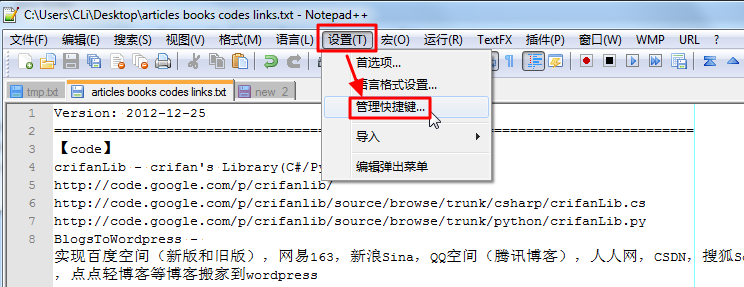 C:\Users\CLi\Desktop\articles books codes links.txt - Notepad++
文件(F) 编辑(E) 搜索(S) 视图(V) 格式(M) 语言(L) 设置(T) 宏(O) 运行(R) TextFX 插件(P) 窗口(W) WMP URL ?
首选项...
语言格式设置...
管理快捷键...
导入
编辑弹出菜单
tmp.txt articles books codes links.txt new 2
1 Version: 2012-12-25
2 ================================================================================
3 【code】
4 crifanLib - crifan's Library(C#/Py
5 http://code.google.com/p/crifanlib/
6 http://code.google.com/p/crifanlib/source/browse/trunk/csharp/crifanLib.cs
7 http://code.google.com/p/crifanlib/source/browse/trunk/python/crifanLib.py
8 BlogsToWordpress -
实现百度空间（新版和旧版），网易163，新浪Sina，QQ空间（腾讯博客），人人网，CSDN，搜狐So
，点点轻博客等博客搬家到wordpress